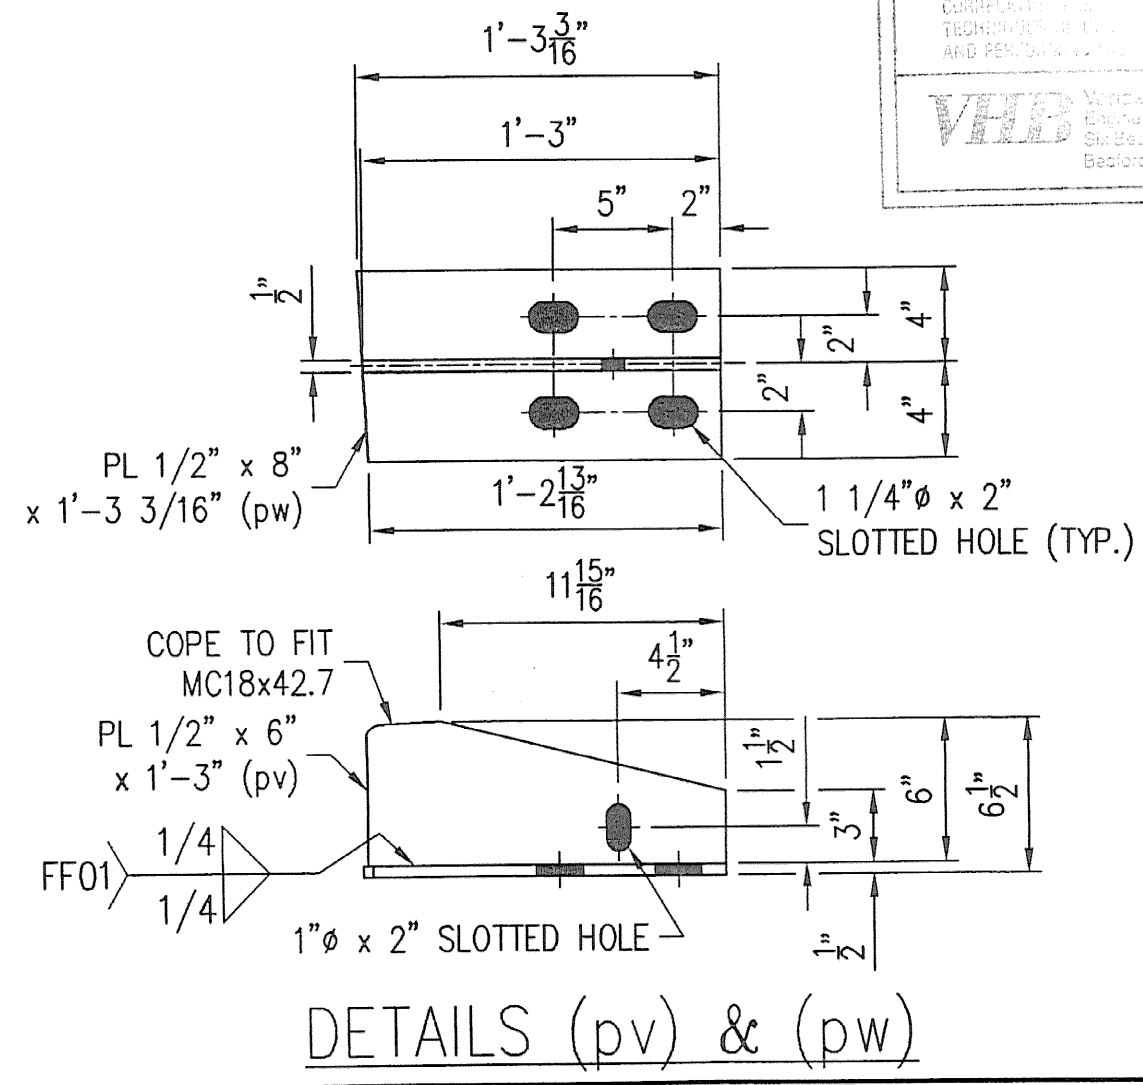 1'-3 3/16"
1'-3"
5"
2"
1/2"
4"
2"
2"
4"
PL 1/2" x 8"
x 1'-3 3/16" (pw)
1'-2 13/16"
1 1/4"ø x 2"
SLOTTED HOLE (TYP.)
11 15/16"
COPE TO FIT
MC18x42.7
4 1/2"
PL 1/2" x 6"
x 1'-3" (pv)
1 1/2"
3"
6"
6 1/2"
1/4
FF01
1/4
1"ø x 2" SLOTTED HOLE
1/2"
DETAILS (pv) & (pw)
AND
VHB